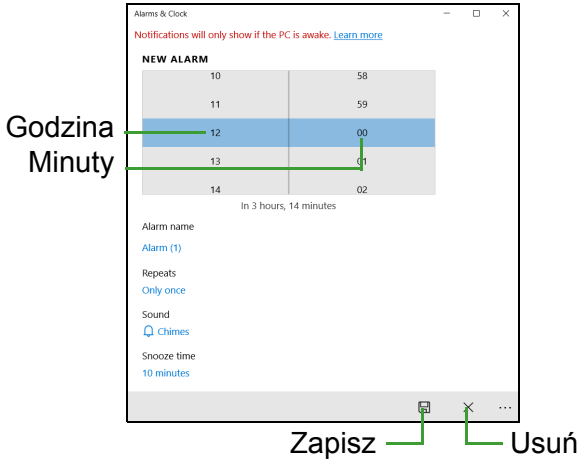 Alarms & Clock
Notifications will only show if the PC is awake. Learn more
NEW ALARM
10 58
11 59
Godzina
12 00
Minuty
13 01
14 02
In 3 hours, 14 minutes
Alarm name
Alarm (1)
Repeats
Only once
Sound
Chimes
Snooze time
10 minutes
Zapisz Usuń